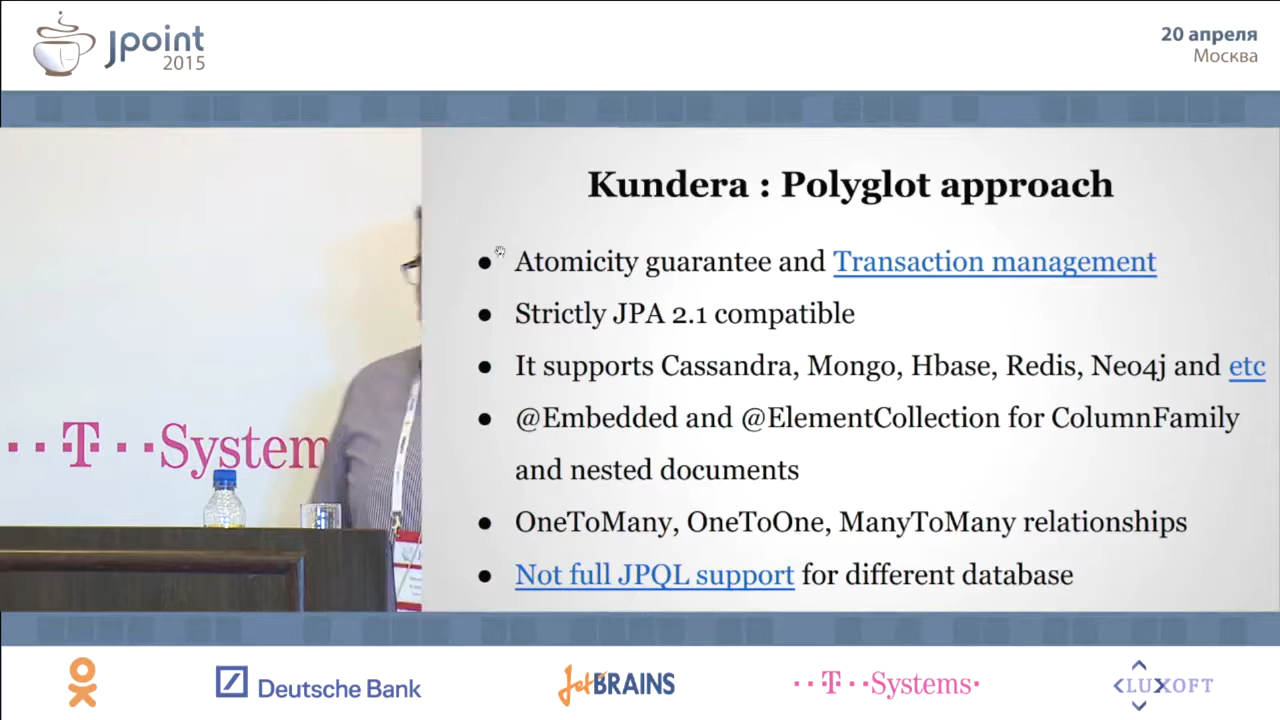 Jpoint
2015
20 апреля
Москва
Kundera : Polyglot approach
● Atomicity guarantee and Transaction management
● Strictly JPA 2.1 compatible
● It supports Cassandra, Mongo, Hbase, Redis, Neo4j and etc
● @Embedded and @ElementCollection for ColumnFamily
and nested documents
● OneToMany, OneToOne, ManyToMany relationships
● Not full JPQL support for different database
··T··System
Deutsche Bank
JetBRAINS
··T··Systems·
LUXOFT